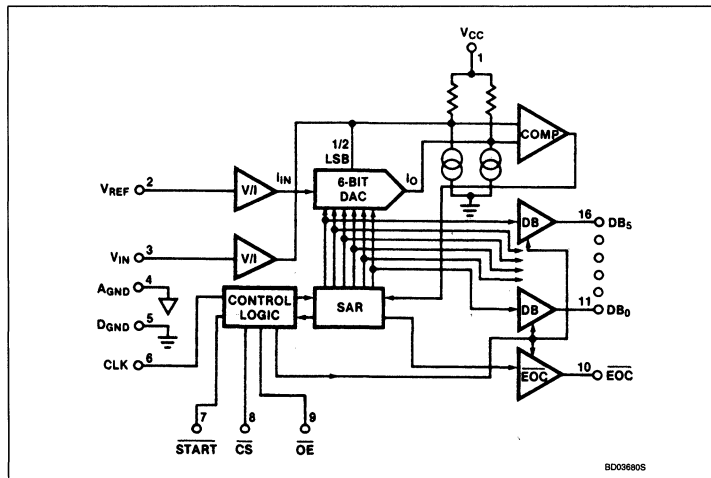 VCC
1
COMP
1/2
LSB
VREF 2
V/I
IIN
6-BIT
DAC
IO
VIN 3
V/I
DB
16 DB5
AGND 4
DGND 5
CLK 6
CONTROL
LOGIC
SAR
DB
11 DB0
EOC
10 EOC
7 8 9
START CS OE
BD03680S